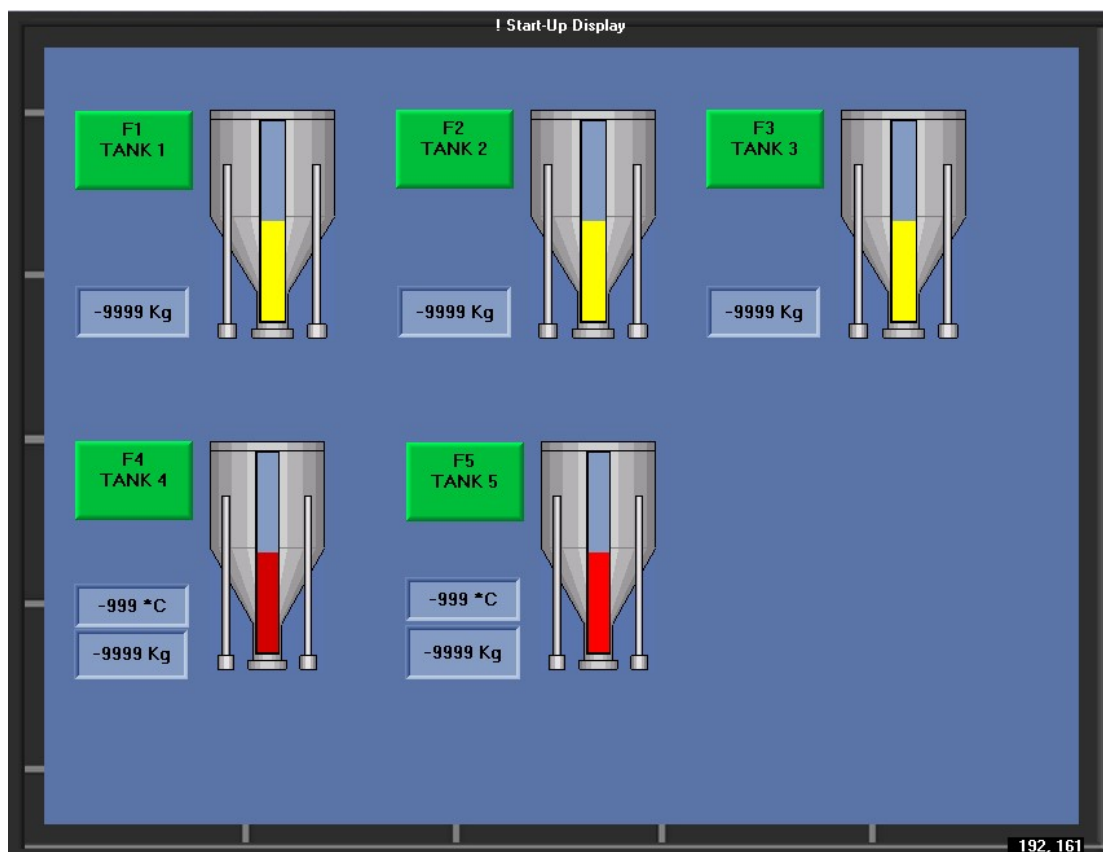 ! Start-Up Display
F1
TANK 1
F2
TANK 2
F3
TANK 3
-9999 Kg
-9999 Kg
-9999 Kg
F4
TANK 4
F5
TANK 5
-999 *C
-9999 Kg
-999 *C
-9999 Kg
192, 161